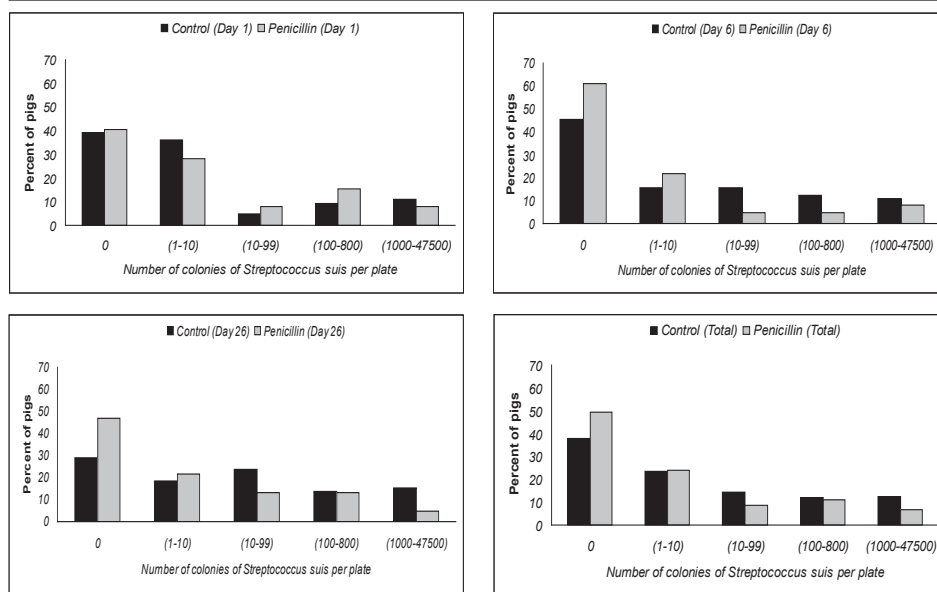 Control (Day 1) Penicillin (Day 1)
Percent of pigs
70
60
50
40
30
20
10
0
0 (1-10) (10-99) (100-800) (1000-47500)
Number of colonies of Streptococcus suis per plate
Control (Day 6) Penicillin (Day 6)
Percent of pigs
70
60
50
40
30
20
10
0
0 (1-10) (10-99) (100-800) (1000-47500)
Number of colonies of Streptococcus suis per plate
Control (Day 26) Penicillin (Day 26)
Percent of pigs
70
60
50
40
30
20
10
0
0 (1-10) (10-99) (100-800) (1000-47500)
Number of colonies of Streptococcus suis per plate
Control (Total) Penicillin (Total)
Percent of pigs
70
60
50
40
30
20
10
0
0 (1-10) (10-99) (100-800) (1000-47500)
Number of colonies of Streptococcus suis per plate